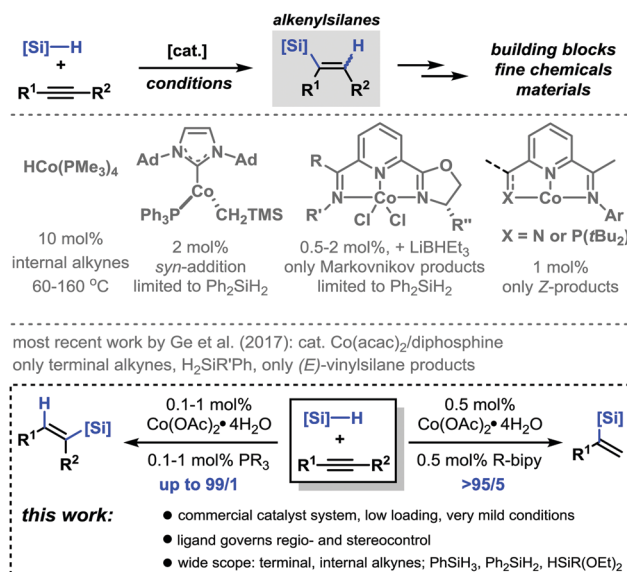 alkenylsilanes
[Si]—H
+
R¹ R²
[cat.]
conditions
[Si] H
R¹ R²
building blocks
fine chemicals
materials
HCo(PMe₃)₄
10 mol%
internal alkynes
60-160 °C
Ad N N Ad
Co
Ph₃P CH₂TMS
2 mol%
syn-addition
limited to Ph₂SiH₂
R N O
N Co N
R' Cl Cl R''
0.5-2 mol%, + LiBHEt₃
only Markovnikov products
limited to Ph₂SiH₂
N
X Co N
Ar
X = N or P(tBu₂)
1 mol%
only Z-products
most recent work by Ge et al. (2017): cat. Co(acac)₂/diphosphine
only terminal alkynes, H₂SiR'Ph, only (E)-vinylsilane products
H
[Si]
R¹
R²
0.1-1 mol%
Co(OAc)₂• 4H₂O
0.1-1 mol% PR₃
up to 99/1
[Si]—H
+
R¹ R²
0.5 mol%
Co(OAc)₂• 4H₂O
0.5 mol% R-bipy
>95/5
[Si]
R¹
this work:
● commercial catalyst system, low loading, very mild conditions
● ligand governs regio- and stereocontrol
● wide scope: terminal, internal alkynes; PhSiH₃, Ph₂SiH₂, HSiR(OEt)₂